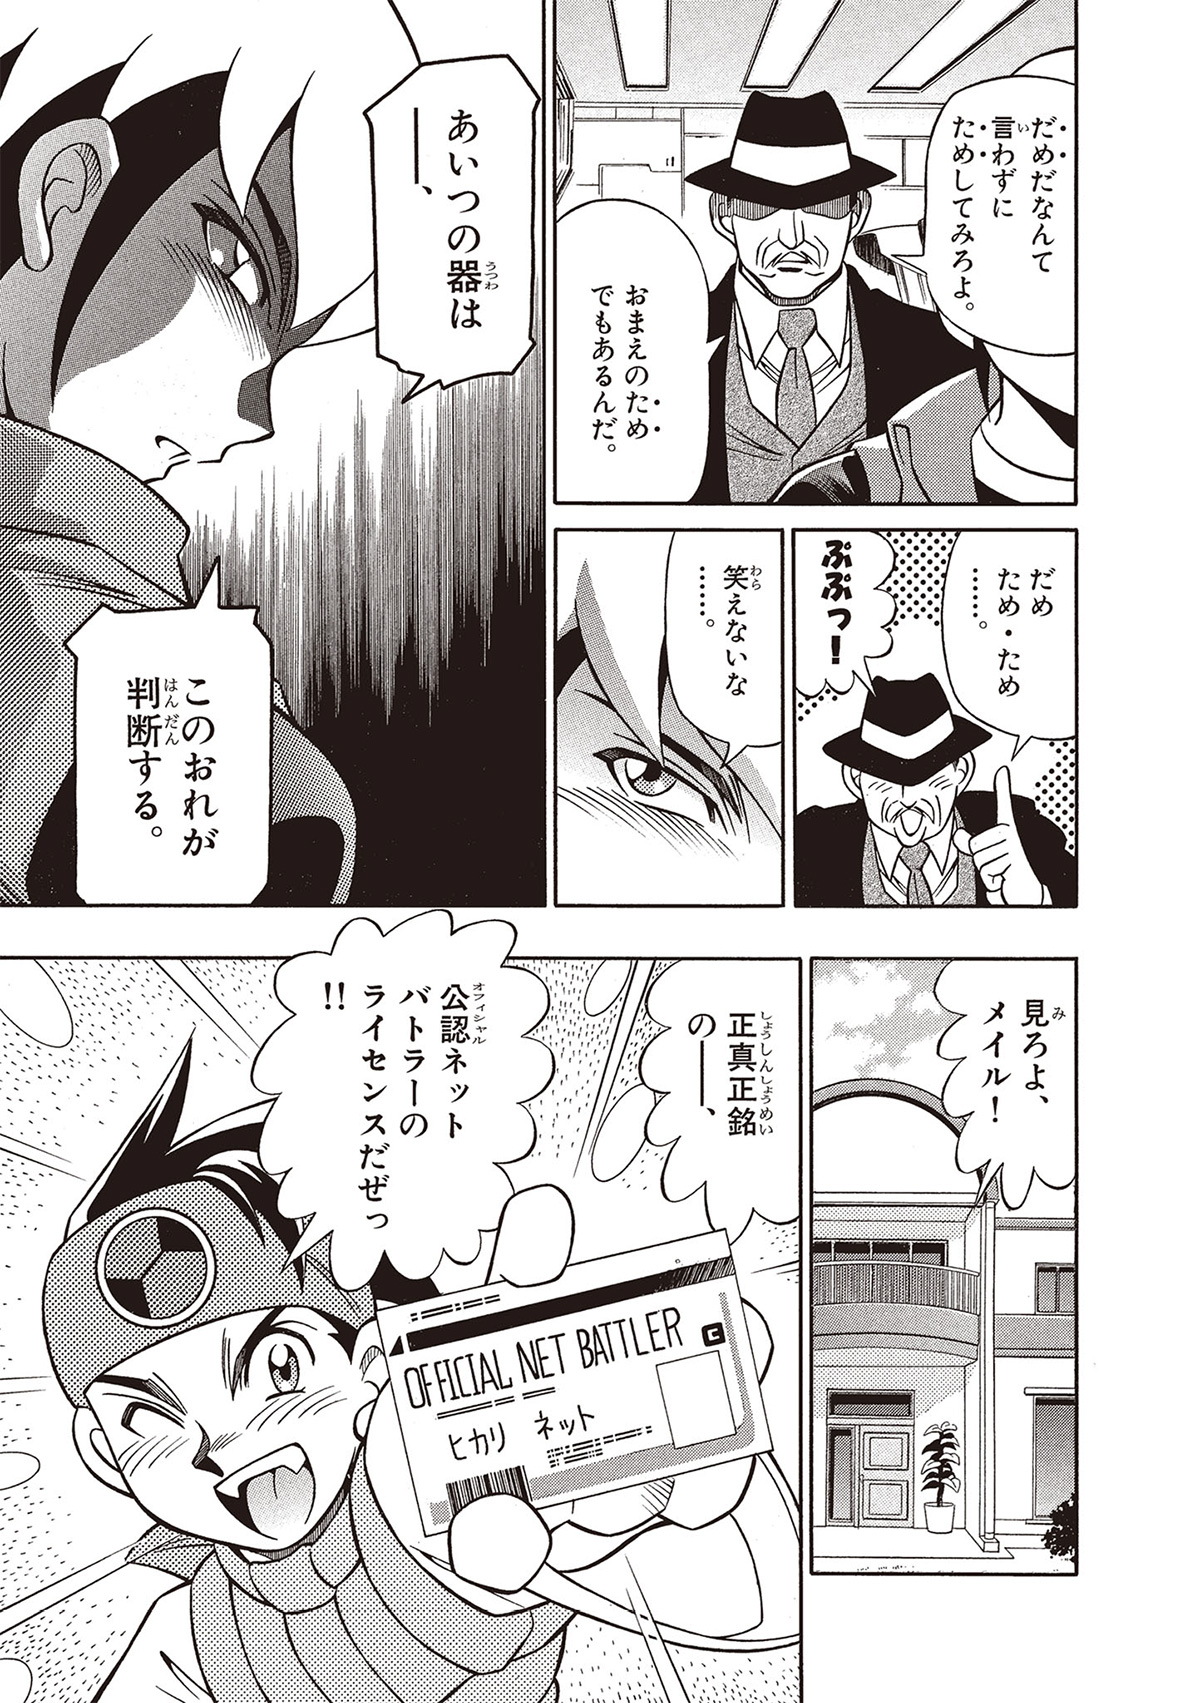 だめだなんて
言わずに
ためしてみろよ。
おまえのため
でもあるんだ。
だめ
ため・ため
……。
ぷぷっ！
笑えないな
……。
あいつの器は
──、
このおれが
判断する。
見ろよ、
メイル！
正真正銘
の──、
公認ネット
バトラーの
ライセンスだぜっ
!!
OFFICIAL NET BATTLER
C
ヒカリ ネット